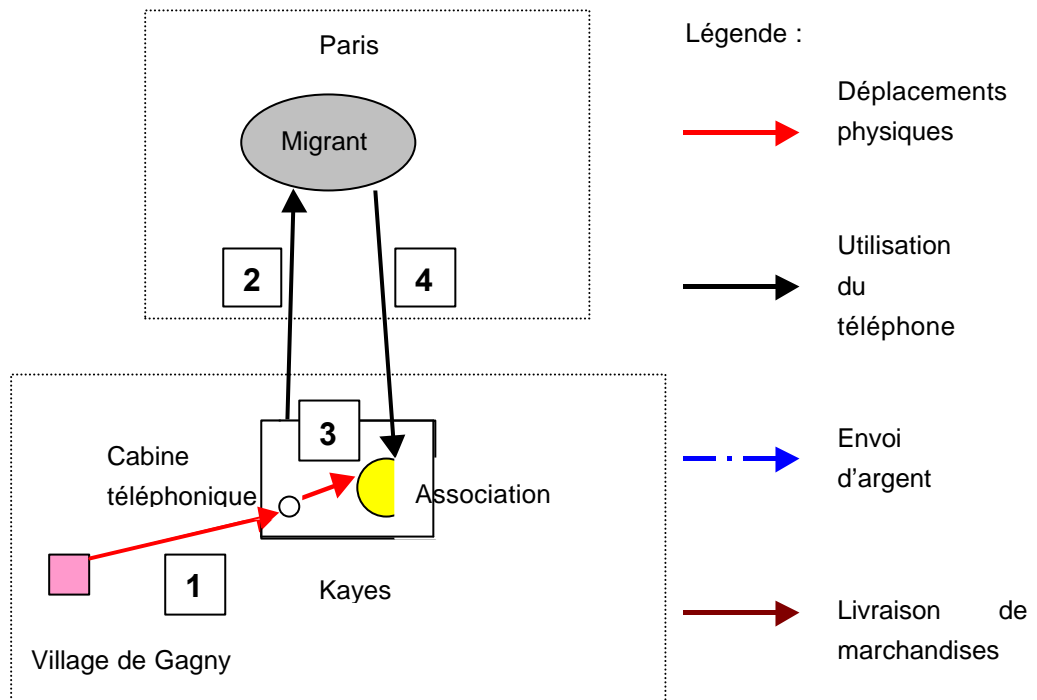 Paris
Migrant
2
4
3
Cabine
téléphonique
Association
1
Kayes
Village de Gagny
Légende :
Déplacements
physiques
Utilisation
du
téléphone
Envoi
d'argent
Livraison de
marchandises